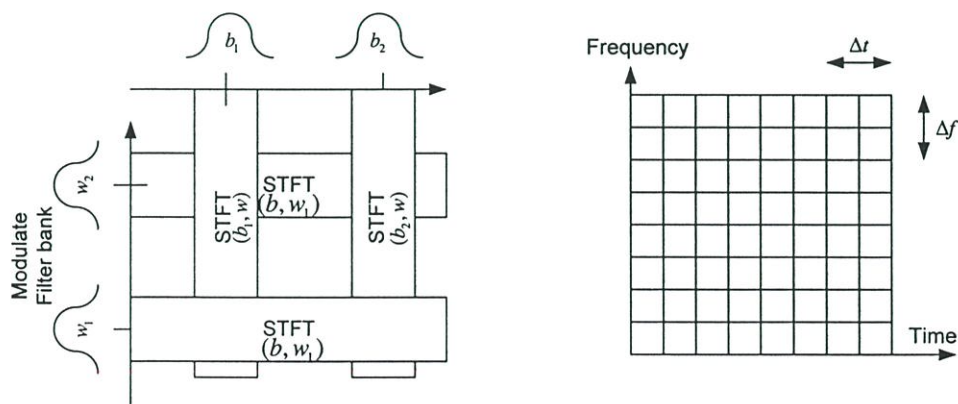 b₁
b₂
w₂
STFT
(b₁, w)
STFT
(b, w₁)
STFT
(b₂, w)
Modulate
Filter bank
w₁
STFT
(b, w₁)
Frequency
Δt
Δf
Time